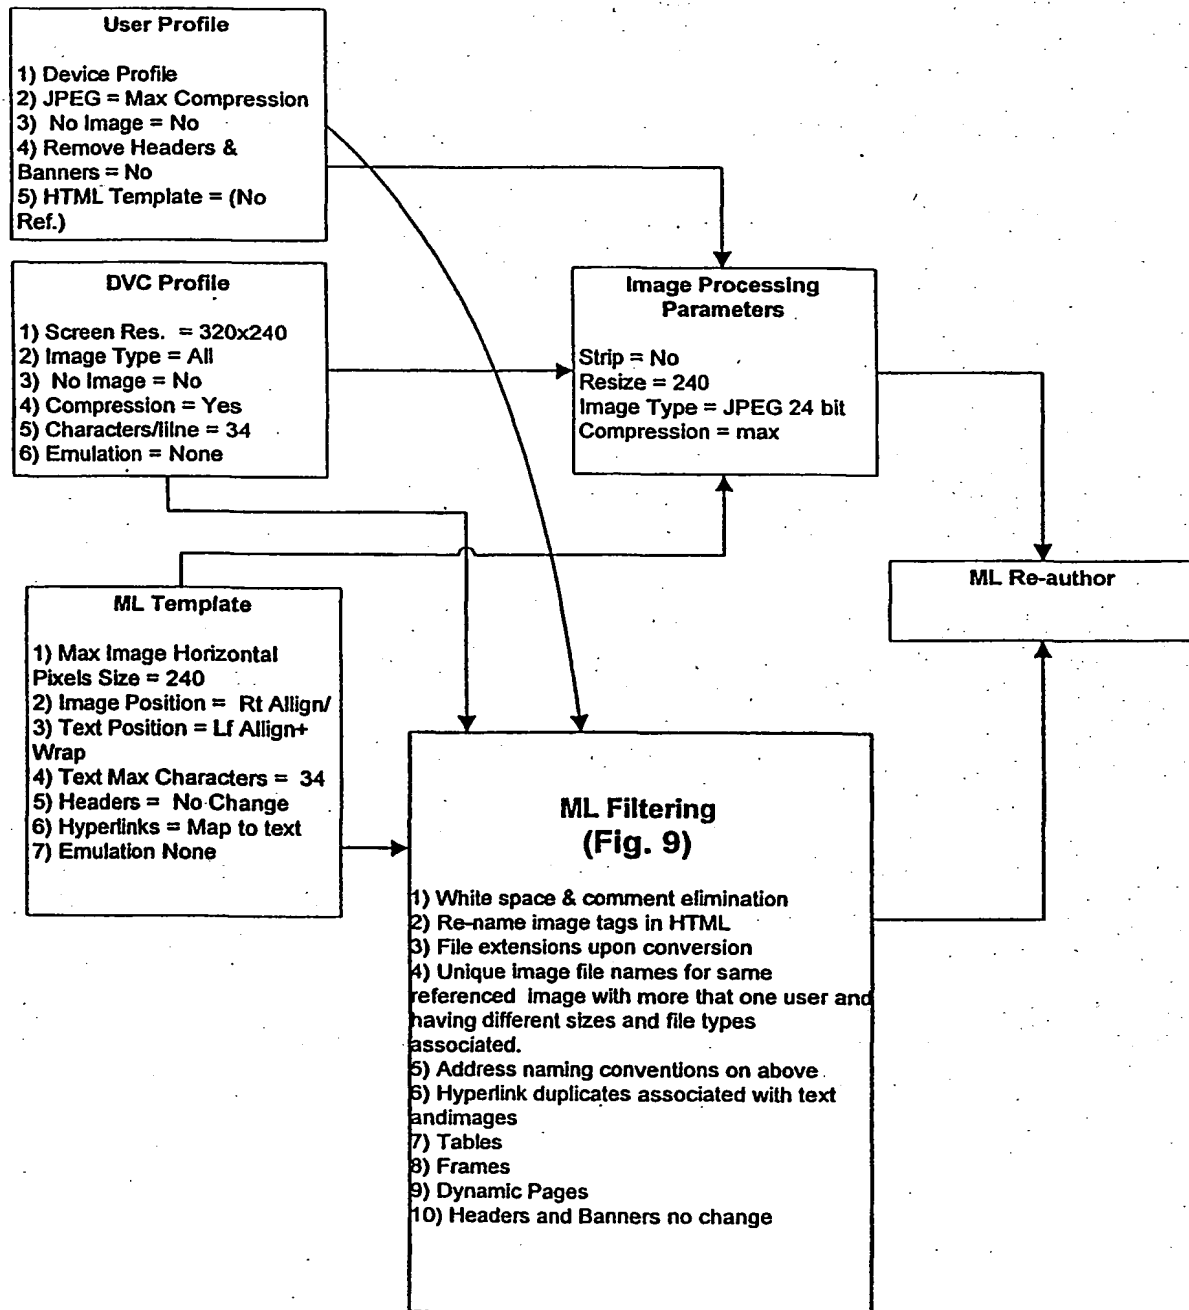 User Profile
1) Device Profile
2) JPEG = Max Compression
3) No Image = No
4) Remove Headers &
Banners = No
5) HTML Template = (No
Ref.)
DVC Profile
1) Screen Res. = 320x240
2) Image Type = All
3) No Image = No
4) Compression = Yes
5) Characters/liine = 34
6) Emulation = None
Image Processing
Parameters
Strip = No
Resize = 240
Image Type = JPEG 24 bit
Compression = max
ML Re-author
ML Template
1) Max Image Horizontal
Pixels Size = 240
2) Image Position = Rt Allign/
3) Text Position = Lf Allign+
Wrap
4) Text Max Characters = 34
5) Headers = No Change
6) Hyperlinks = Map to text
7) Emulation None
ML Filtering
(Fig. 9)
1) White space & comment elimination
2) Re-name image tags in HTML
3) File extensions upon conversion
4) Unique image file names for same
referenced image with more that one user and
having different sizes and file types
associated.
5) Address naming conventions on above
6) Hyperlink duplicates associated with text
andimages
7) Tables
8) Frames
9) Dynamic Pages
10) Headers and Banners no change